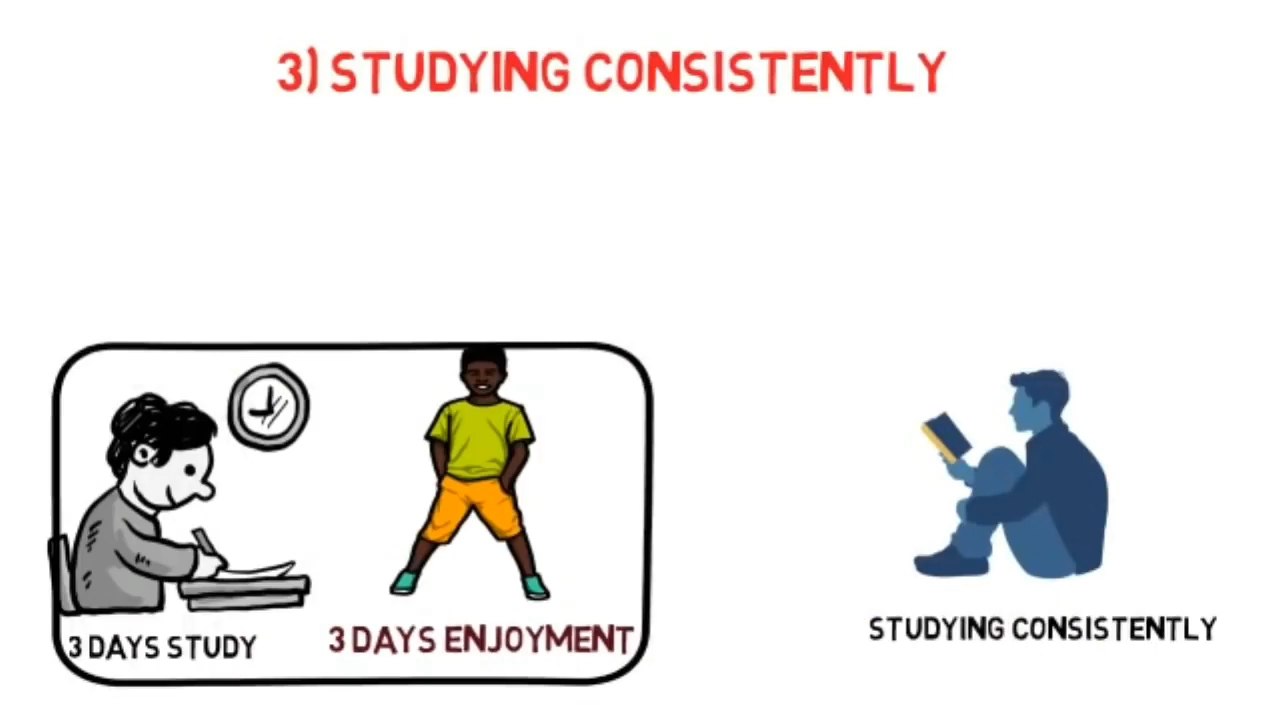 3) STUDYING CONSISTENTLY
3 DAYS STUDY
3 DAYS ENJOYMENT
STUDYING CONSISTENTLY